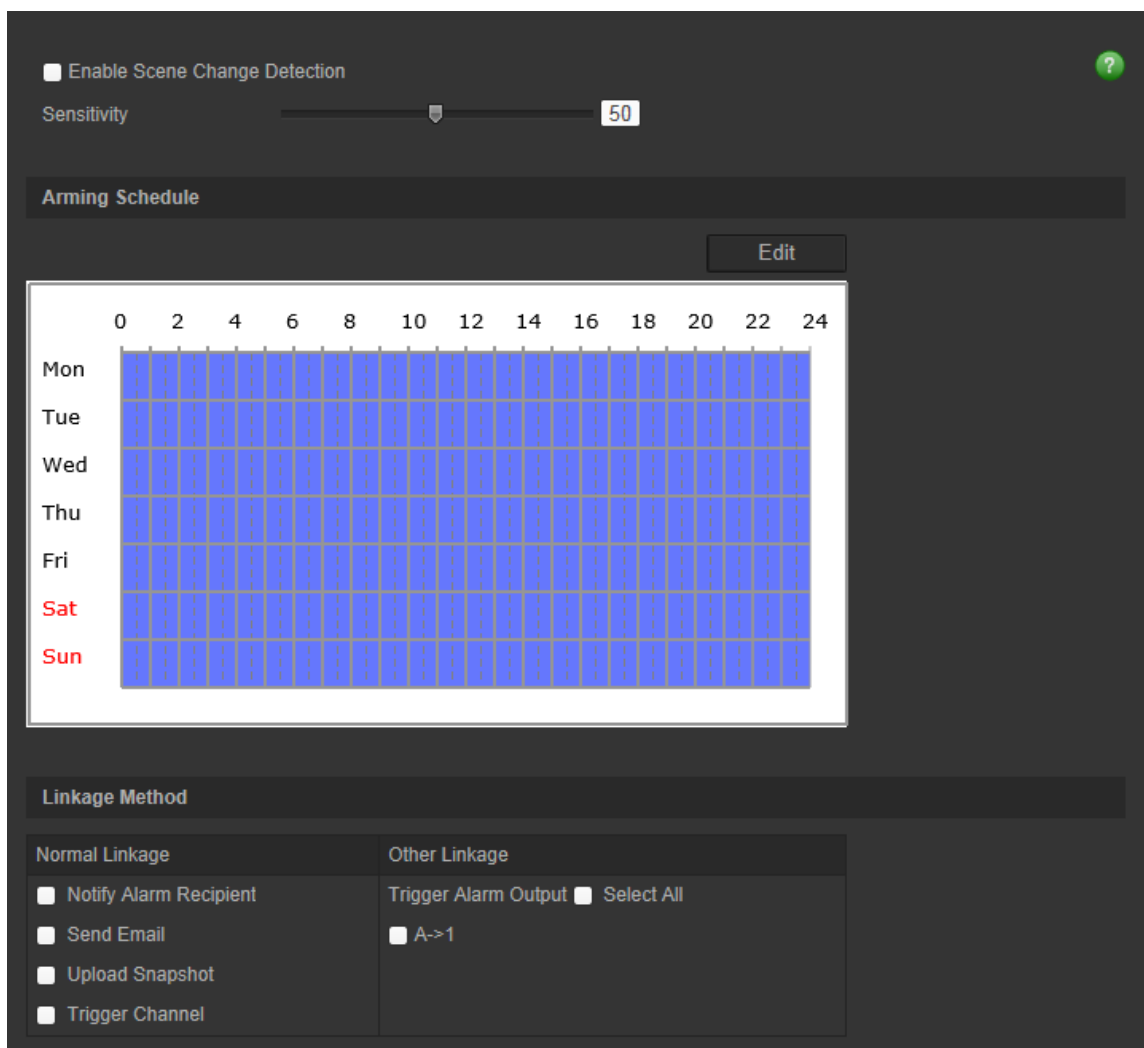 Enable Scene Change Detection
?
Sensitivity 50
Arming Schedule
Edit
0 2 4 6 8 10 12 14 16 18 20 22 24
Mon
Tue
Wed
Thu
Fri
Sat
Sun
Linkage Method
Normal Linkage Other Linkage
Notify Alarm Recipient Trigger Alarm Output Select All
Send Email A->1
Upload Snapshot
Trigger Channel